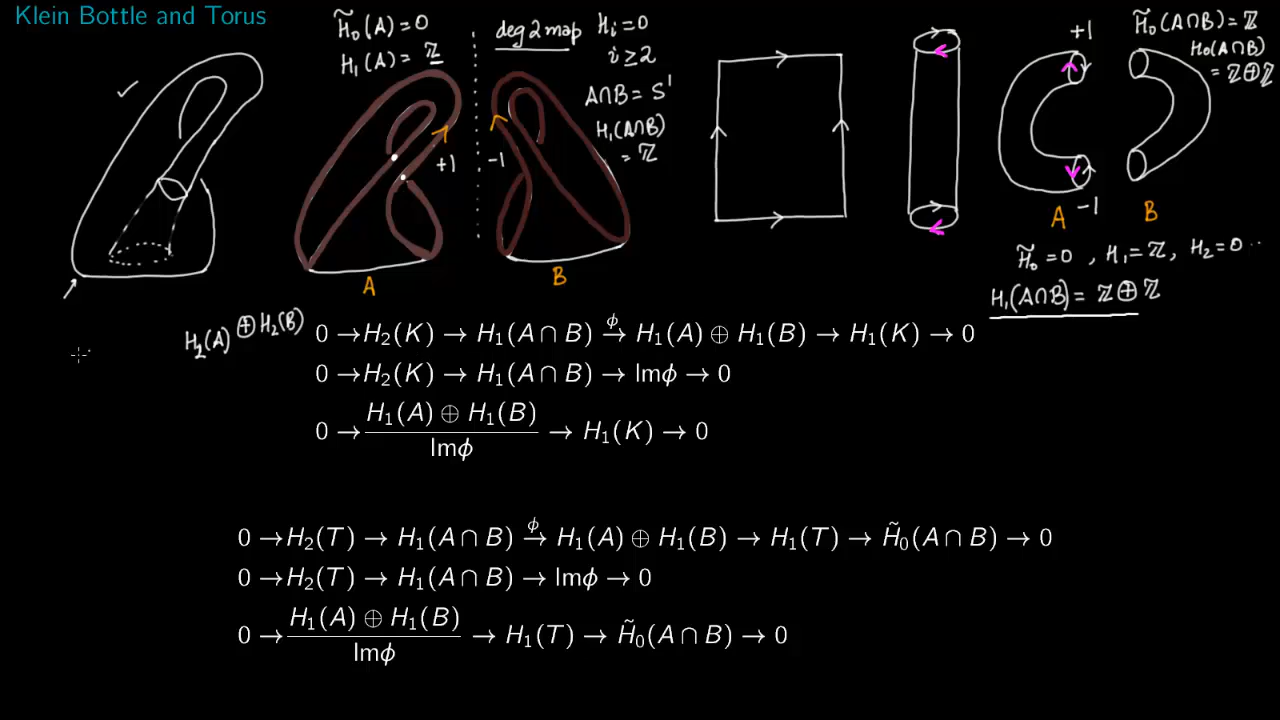 Klein Bottle and Torus
H̃₀(A) = 0
H₁(A) = ℤ
deg 2 map
Hᵢ = 0
i ≥ 2
A∩B = S¹
H₁(A∩B)
= ℤ
+1
-1
A
B
+1
-1
A
B
H̃₀(A∩B) = ℤ
H₀(A∩B)
= ℤ⊕ℤ
H̃₀ = 0 , H₁ = ℤ, H₂ = 0 ..
H₁(A∩B) = ℤ⊕ℤ
H₂(A) ⊕ H₂(B)
0 → H₂(K) → H₁(A ∩ B) →^ϕ H₁(A) ⊕ H₁(B) → H₁(K) → 0
0 → H₂(K) → H₁(A ∩ B) → Imϕ → 0
0 → (H₁(A) ⊕ H₁(B))/Imϕ → H₁(K) → 0
0 → H₂(T) → H₁(A ∩ B) →^ϕ H₁(A) ⊕ H₁(B) → H₁(T) → H̃₀(A ∩ B) → 0
0 → H₂(T) → H₁(A ∩ B) → Imϕ → 0
0 → (H₁(A) ⊕ H₁(B))/Imϕ → H₁(T) → H̃₀(A ∩ B) → 0